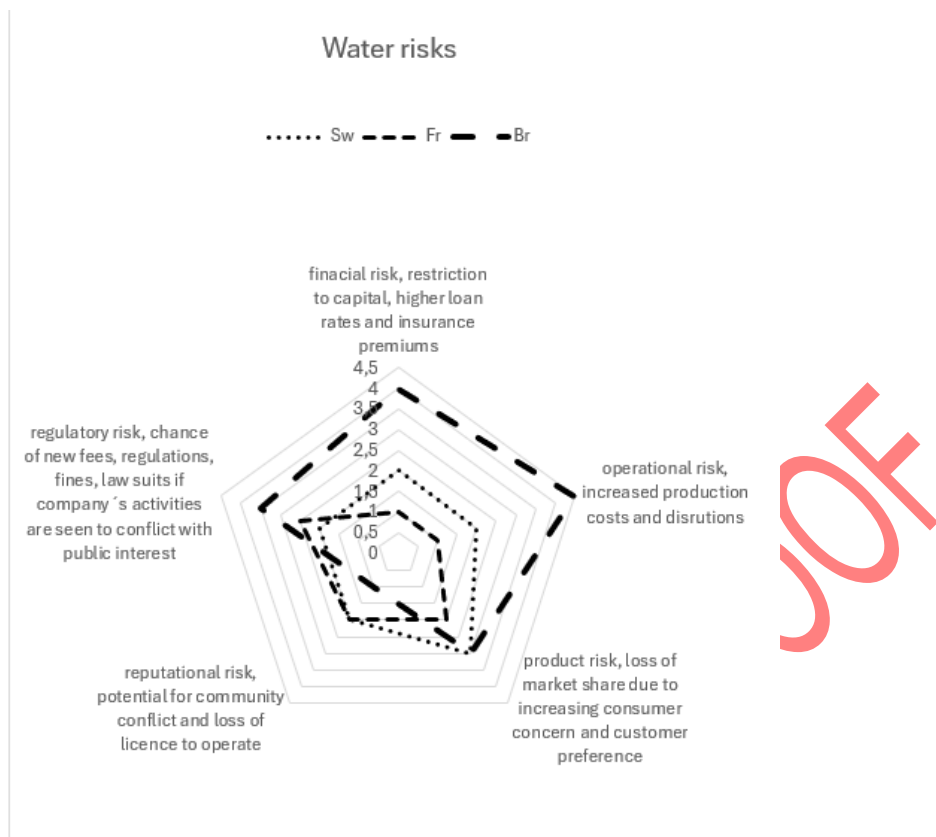 Water risks
Sw Fr Br
finacial risk, restriction
to capital, higher loan
rates and insurance
premiums
4,5
4
3,5
3
2,5
2
1,5
1
0,5
0
operational risk,
increased production
costs and disrutions
product risk, loss of
market share due to
increasing consumer
concern and customer
preference
reputational risk,
potential for community
conflict and loss of
licence to operate
regulatory risk, chance
of new fees, regulations,
fines, law suits if
company´s activities
are seen to conflict with
public interest
OOF